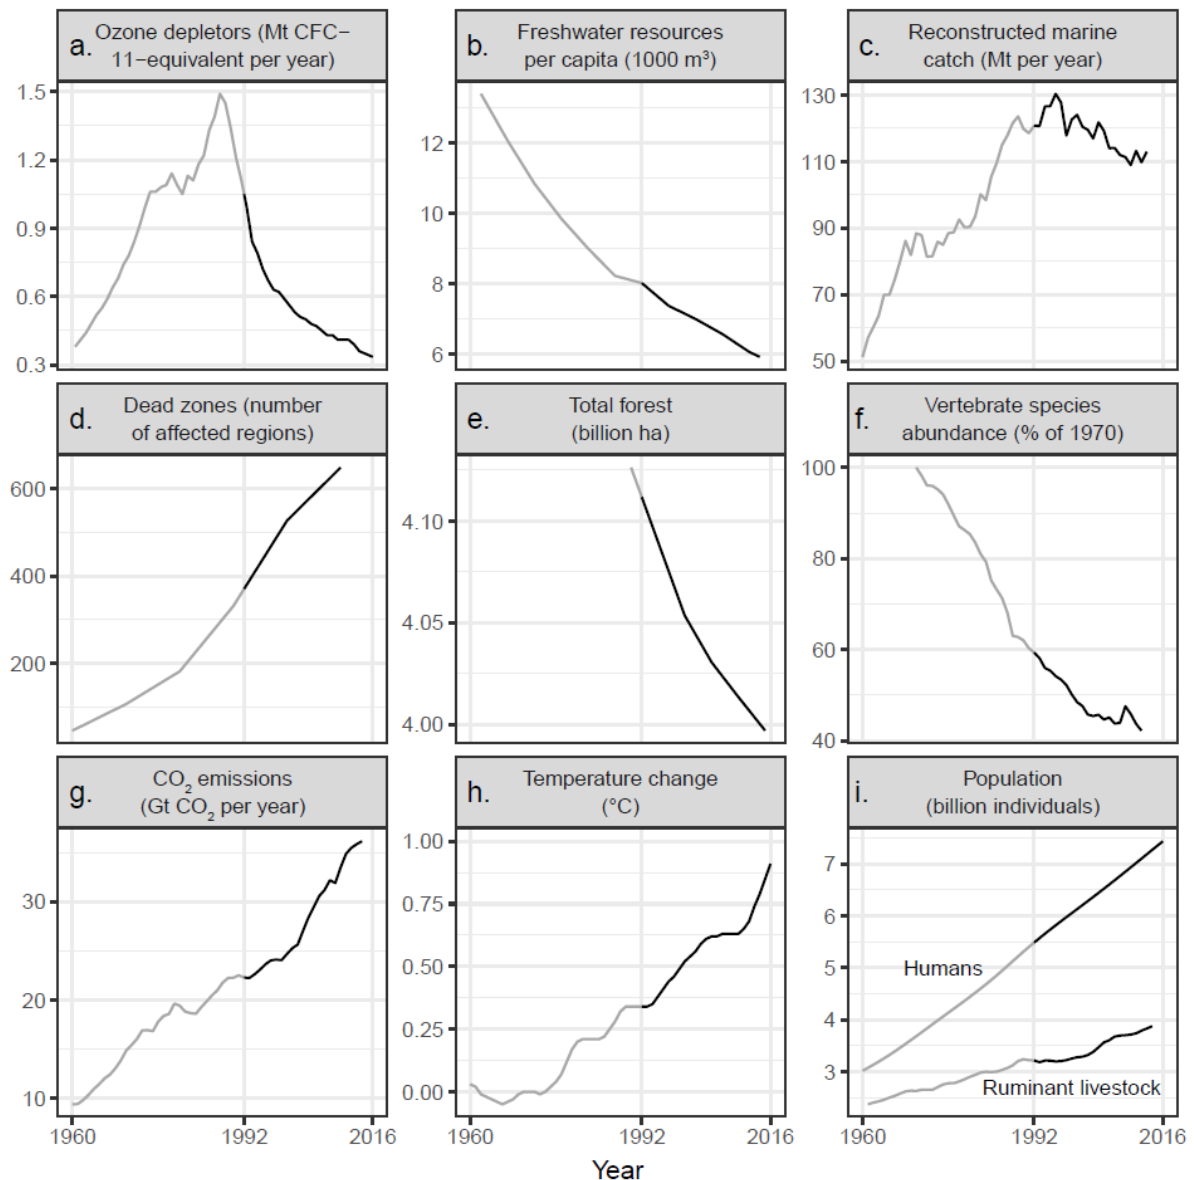 a. Ozone depletors (Mt CFC−
11−equivalent per year)
b. Freshwater resources
per capita (1000 m³)
c. Reconstructed marine
catch (Mt per year)
1.5
1.2
0.9
0.6
0.3
12
10
8
6
130
110
90
70
50
d. Dead zones (number
of affected regions)
e. Total forest
(billion ha)
f. Vertebrate species
abundance (% of 1970)
600
400
200
4.10
4.05
4.00
100
80
60
40
g. CO₂ emissions
(Gt CO₂ per year)
h. Temperature change
(°C)
i. Population
(billion individuals)
30
20
10
1.00
0.75
0.50
0.25
0.00
7
6
5
4
3
Humans
Ruminant livestock
1960 1992 2016
1960 1992 2016
1960 1992 2016
Year